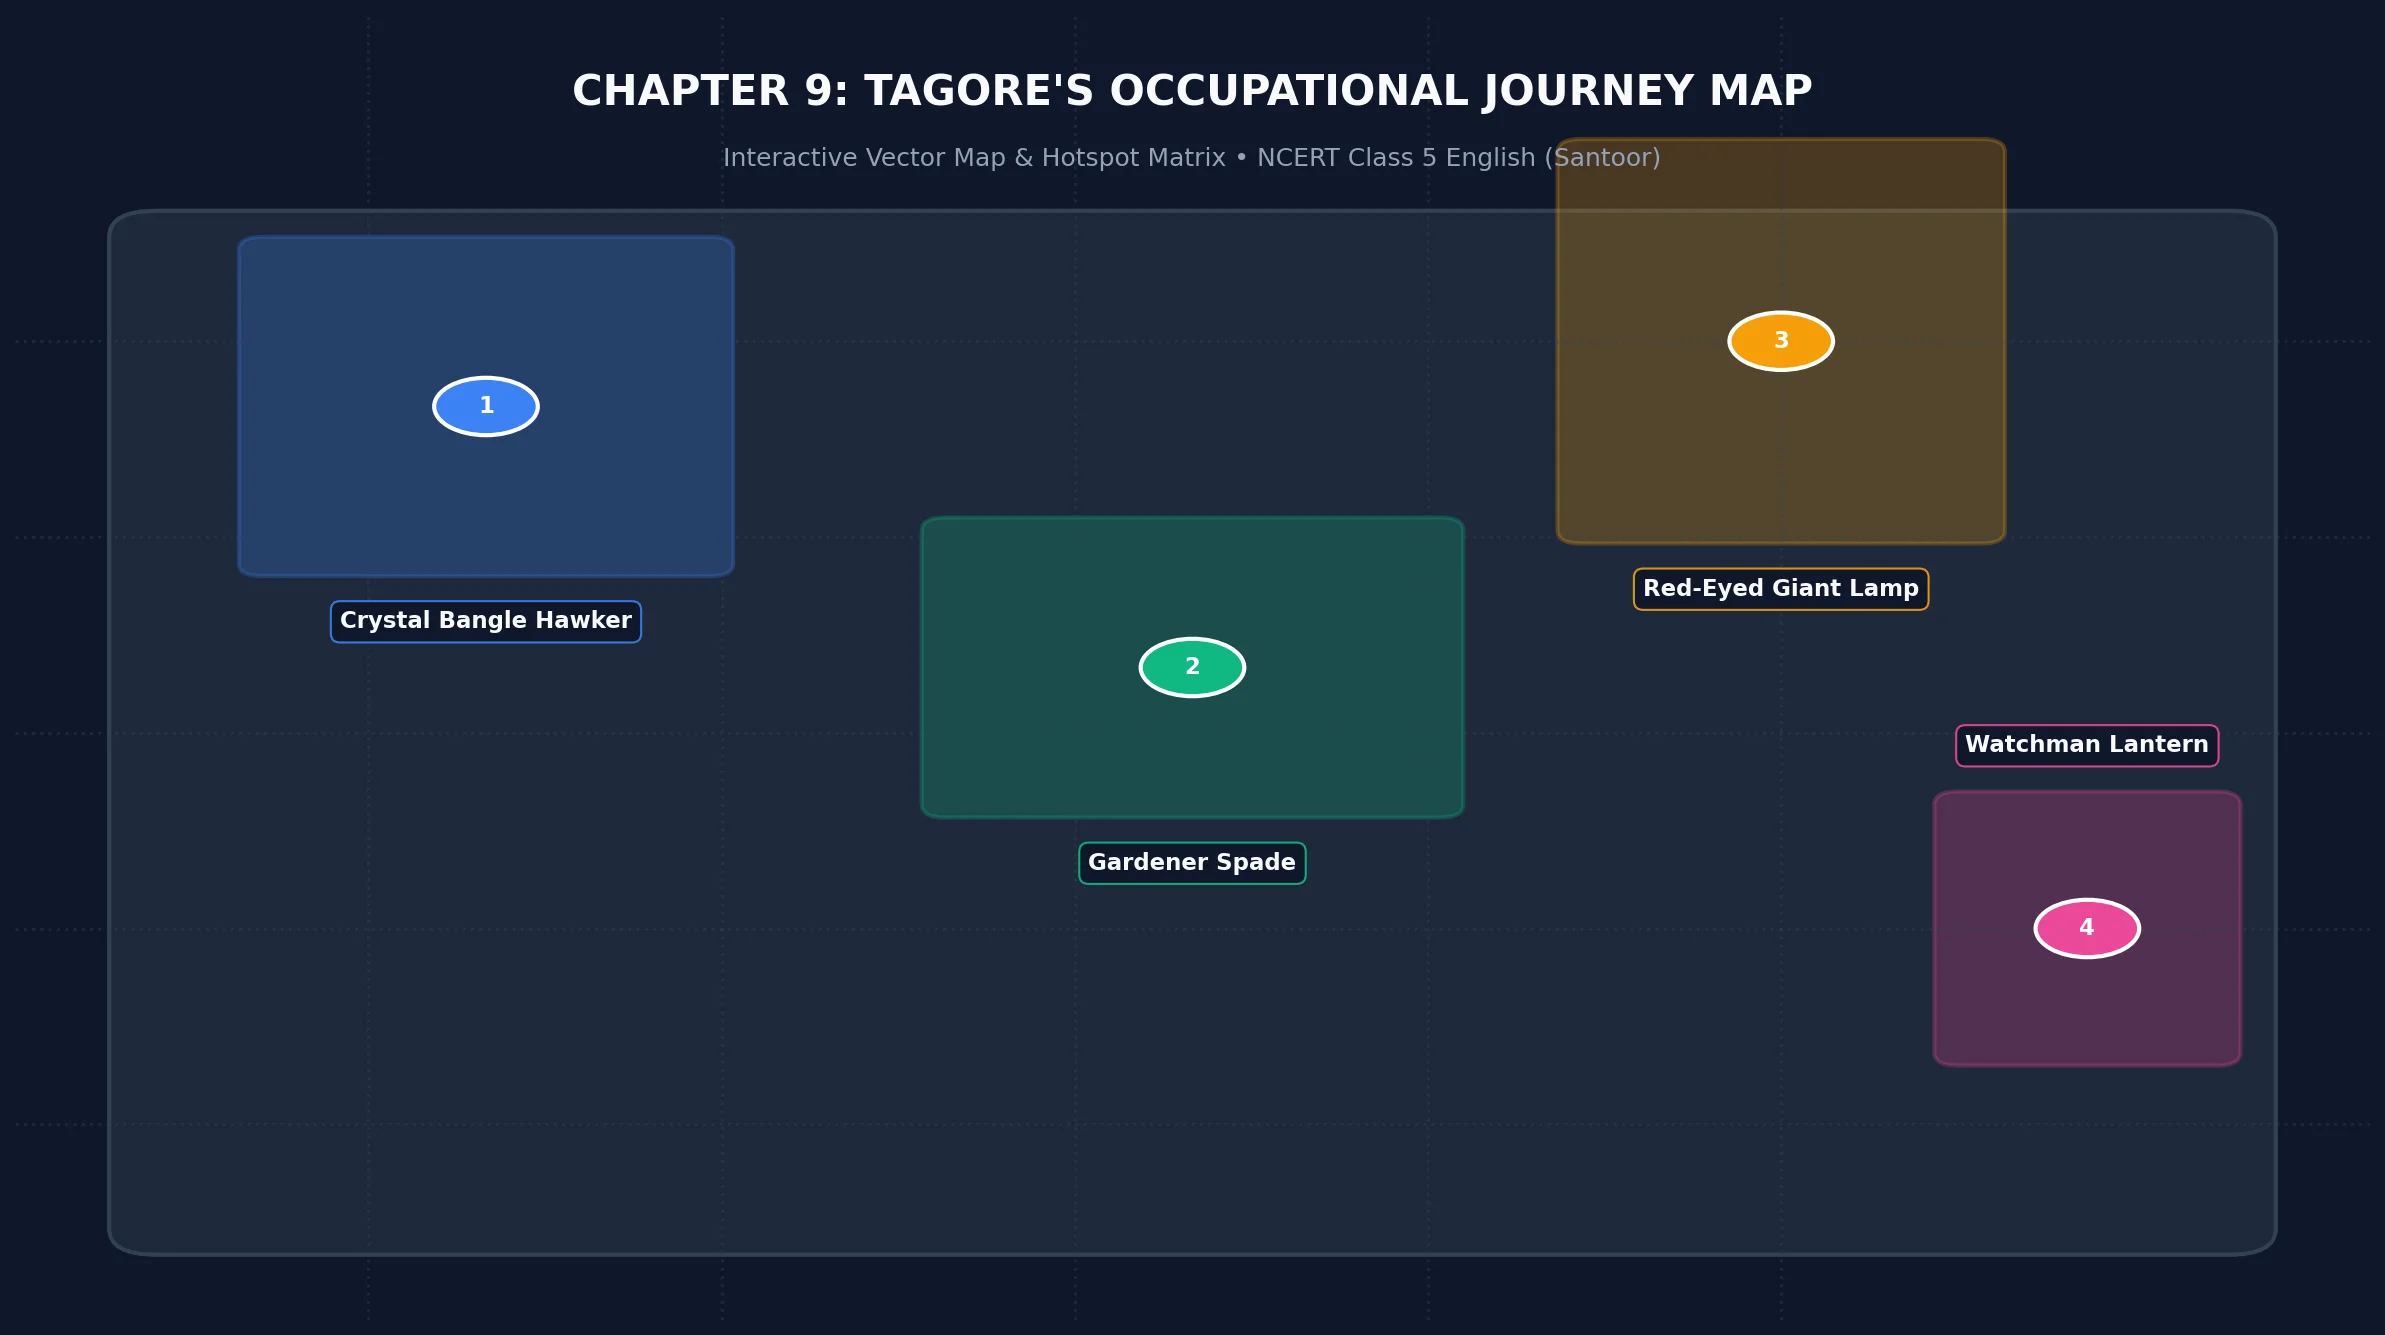 CHAPTER 9: TAGORE'S OCCUPATIONAL JOURNEY MAP
Interactive Vector Map & Hotspot Matrix • NCERT Class 5 English (Santoor)
1
Crystal Bangle Hawker
2
Gardener Spade
3
Red-Eyed Giant Lamp
Watchman Lantern
4